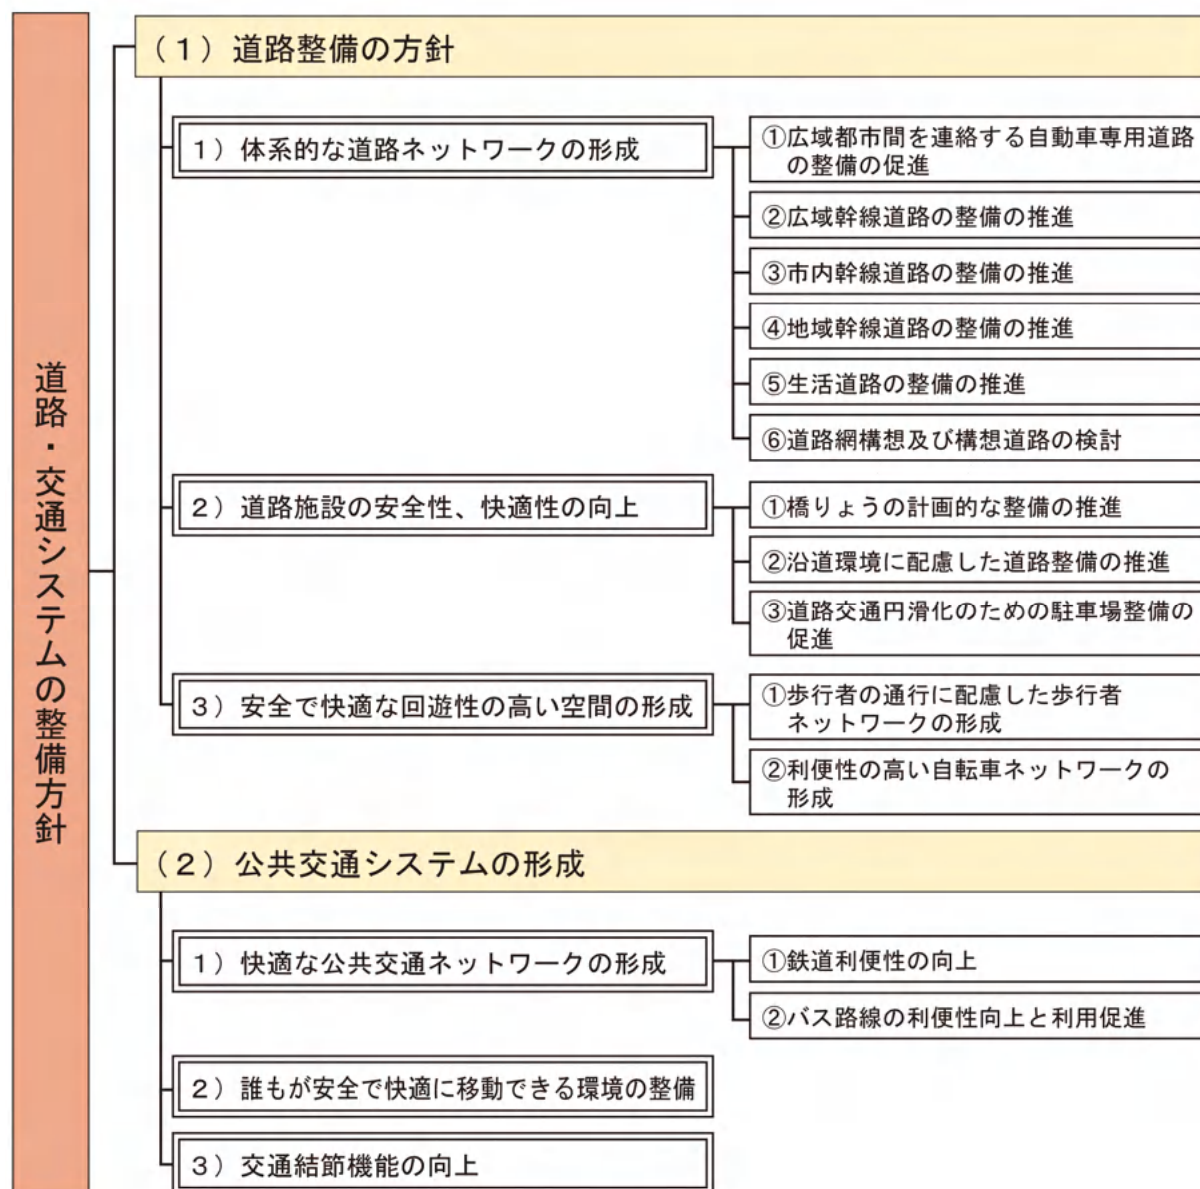 道路・交通システムの整備方針
（１）道路整備の方針
１）体系的な道路ネットワークの形成
①広域都市間を連絡する自動車専用道路
の整備の促進
②広域幹線道路の整備の推進
③市内幹線道路の整備の推進
④地域幹線道路の整備の推進
⑤生活道路の整備の推進
⑥道路網構想及び構想道路の検討
２）道路施設の安全性、快適性の向上
①橋りょうの計画的な整備の推進
②沿道環境に配慮した道路整備の推進
③道路交通円滑化のための駐車場整備の
促進
３）安全で快適な回遊性の高い空間の形成
①歩行者の通行に配慮した歩行者
ネットワークの形成
②利便性の高い自転車ネットワークの
形成
（２）公共交通システムの形成
１）快適な公共交通ネットワークの形成
①鉄道利便性の向上
②バス路線の利便性向上と利用促進
２）誰もが安全で快適に移動できる環境の整備
３）交通結節機能の向上